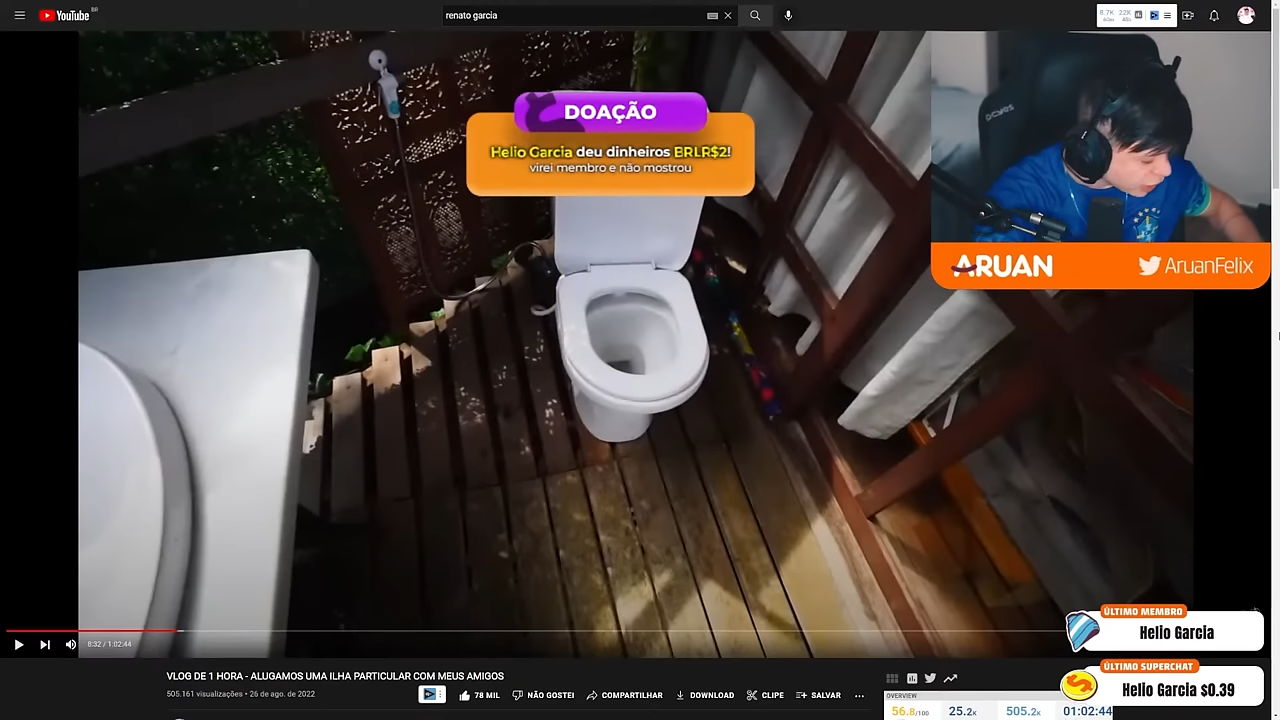 YouTube BR
renato garcia
8.7K 22K
DOAÇÃO
Helio Garcia deu dinheiros BRLR$2!
virei membro e não mostrou
ARUAN
AruanFelix
ÚLTIMO MEMBRO
Helio Garcia
8:32 / 1:02:44
ÚLTIMO SUPERCHAT
Helio Garcia $0.39
VLOG DE 1 HORA - ALUGAMOS UMA ILHA PARTICULAR COM MEUS AMIGOS
505.161 visualizações • 26 de ago. de 2022
78 MIL
NÃO GOSTEI
COMPARTILHAR
DOWNLOAD
CLIPE
SALVAR
OVERVIEW
56.8/100 25.2K 505.2K 01:02:44